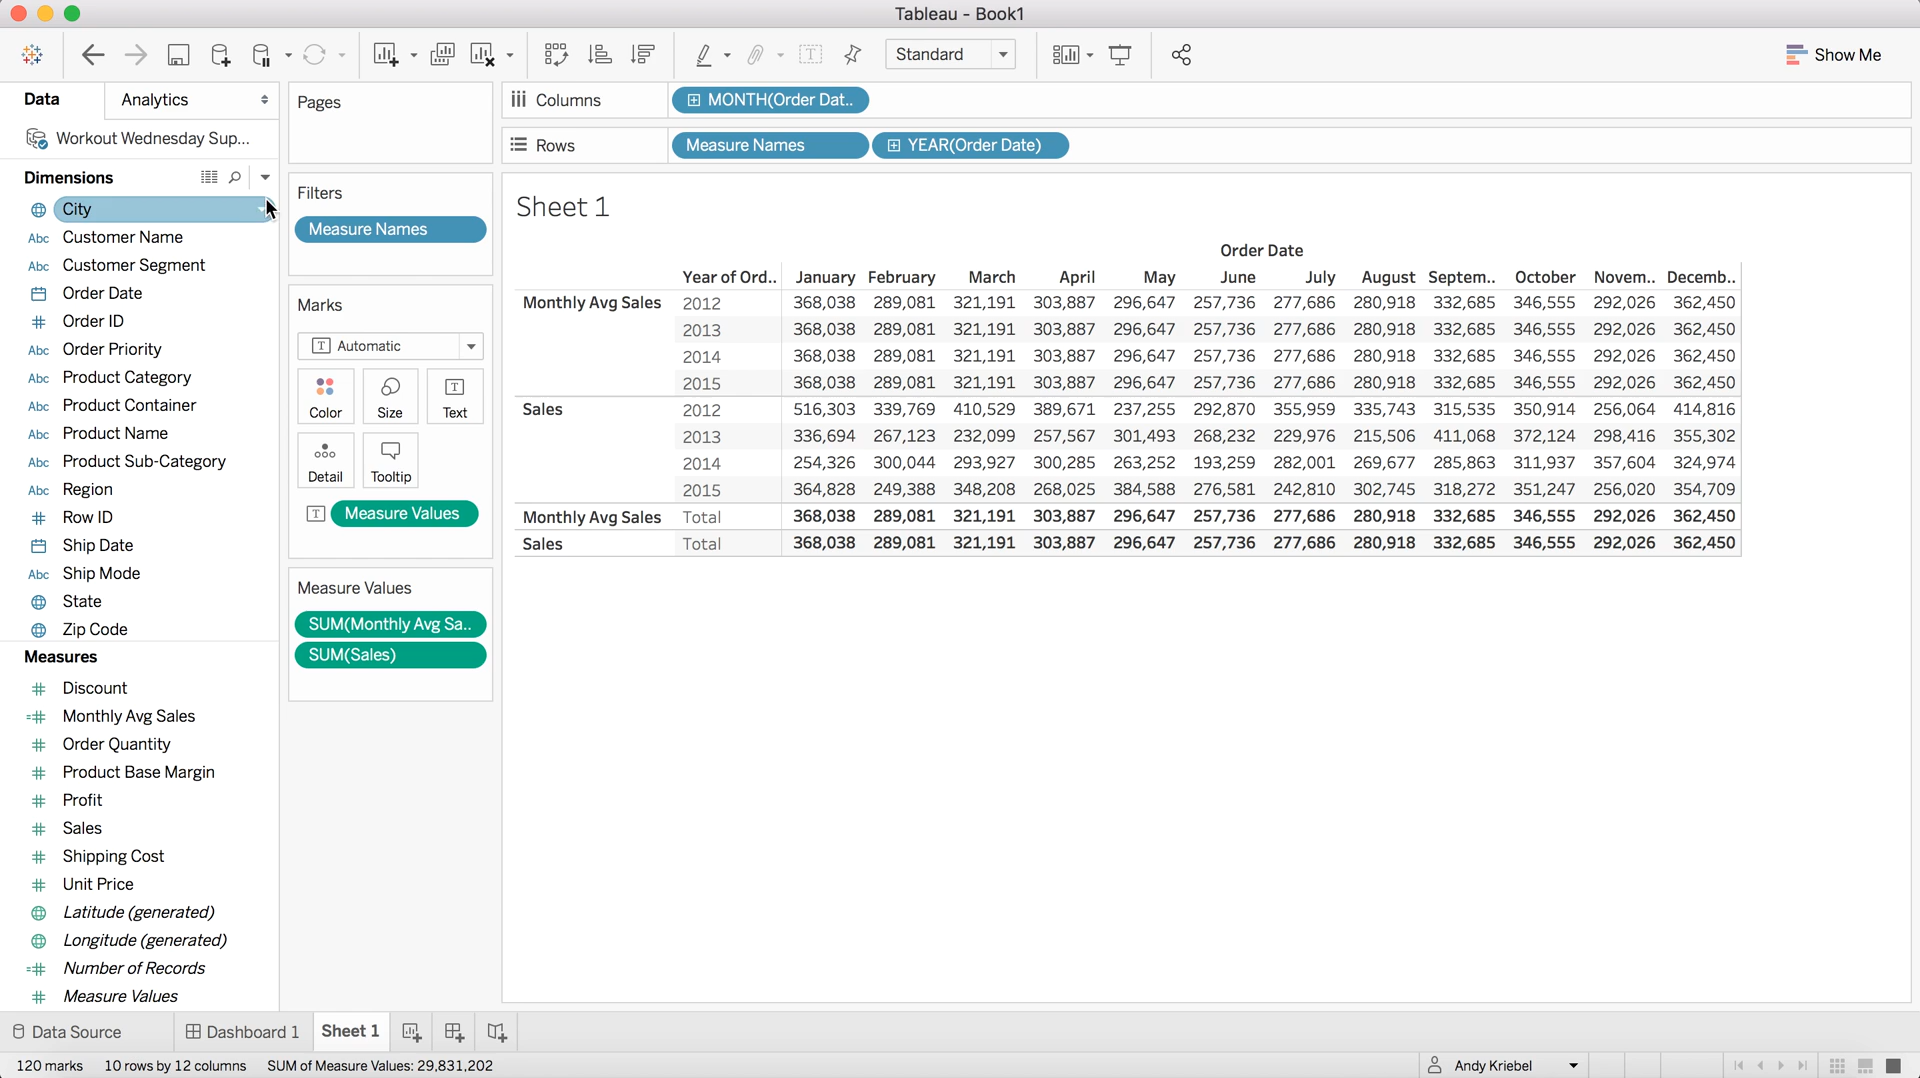 Tableau - Book1
Standard
Show Me
Data
Analytics
Workout Wednesday Sup...
Dimensions
City
Abc Customer Name
Abc Customer Segment
Order Date
# Order ID
Abc Order Priority
Abc Product Category
Abc Product Container
Abc Product Name
Abc Product Sub-Category
Abc Region
# Row ID
Ship Date
Abc Ship Mode
State
Zip Code
Measures
# Discount
=# Monthly Avg Sales
# Order Quantity
# Product Base Margin
# Profit
# Sales
# Shipping Cost
# Unit Price
Latitude (generated)
Longitude (generated)
=# Number of Records
# Measure Values
Pages
Filters
Measure Names
Marks
T Automatic
Color
Size
T
Text
Detail
Tooltip
T Measure Values
Measure Values
SUM(Monthly Avg Sa..
SUM(Sales)
Columns
MONTH(Order Dat..
Rows
Measure Names
YEAR(Order Date)
Sheet 1
Order Date
Year of Ord.. January February March April May June July August Septem.. October Novem.. Decemb..
Monthly Avg Sales 2012 368,038 289,081 321,191 303,887 296,647 257,736 277,686 280,918 332,685 346,555 292,026 362,450
2013 368,038 289,081 321,191 303,887 296,647 257,736 277,686 280,918 332,685 346,555 292,026 362,450
2014 368,038 289,081 321,191 303,887 296,647 257,736 277,686 280,918 332,685 346,555 292,026 362,450
2015 368,038 289,081 321,191 303,887 296,647 257,736 277,686 280,918 332,685 346,555 292,026 362,450
Sales 2012 516,303 339,769 410,529 389,671 237,255 292,870 355,959 335,743 315,535 350,914 256,064 414,816
2013 336,694 267,123 232,099 257,567 301,493 268,232 229,976 215,506 411,068 372,124 298,416 355,302
2014 254,326 300,044 293,927 300,285 263,252 193,259 282,001 269,677 285,863 311,937 357,604 324,974
2015 364,828 249,388 348,208 268,025 384,588 276,581 242,810 302,745 318,272 351,247 256,020 354,709
Monthly Avg Sales Total 368,038 289,081 321,191 303,887 296,647 257,736 277,686 280,918 332,685 346,555 292,026 362,450
Sales Total 368,038 289,081 321,191 303,887 296,647 257,736 277,686 280,918 332,685 346,555 292,026 362,450
Data Source
Dashboard 1
Sheet 1
120 marks
10 rows by 12 columns
SUM of Measure Values: 29,831,202
Andy Kriebel